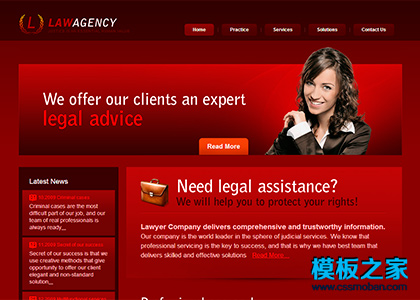 L LAWAGENCY
Home Practice Services Solutions Contact Us
We offer our clients an expert
legal advice
Read More
Latest News
Criminal cases are the most
difficult part of our job, and our
team of real professionals is
always ready...
Secret of our success is that we
use creative methods that give
opportunity to offer our client
elegant and non-standard
solution...
Need legal assistance?
We will help you to protect your rights!
Lawyer Company delivers comprehensive and trustworthy information.
Our company is the world leader in the sphere of judicial services. We know that
professional servicing is the key to success, and that is why we have best team that
delivers skilled and effective solutions Read More...
模板之家
www.cssmoban.com